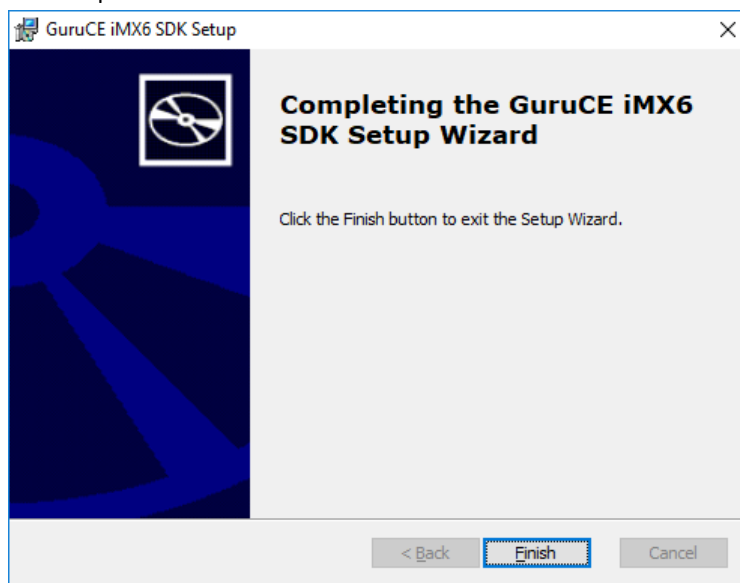 GuruCE iMX6 SDK Setup
Completing the GuruCE iMX6
SDK Setup Wizard
Click the Finish button to exit the Setup Wizard.
< Back Finish Cancel